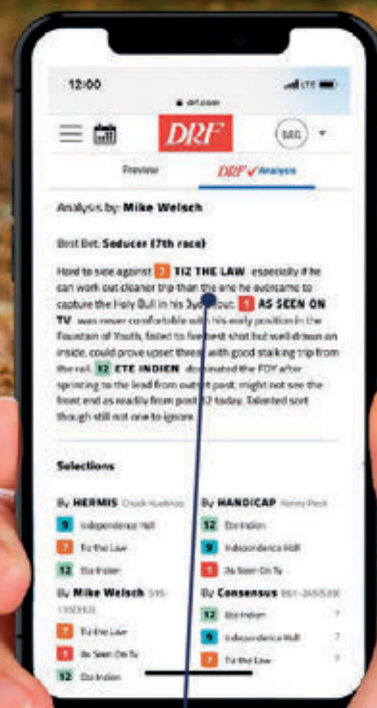 12:00
LTE
drf.com
DRF
Preview
DRF Analysis
Analysis by Mike Welsch
Best Bet: Seducer (7th race)
Hard to side against 7 TIZ THE LAW especially if he
can work out cleaner trip than the one he overcame to
capture the Holy Bull in his 3yo 1 AS SEEN ON
TV was never comfortable with his early position in the
Fountain of Youth, failed to fire best shot but well drawn on
inside, could prove upset threat with good stalking trip from
the rail. 12 ETE INDIEN dominated the FOY after
sprinting to the lead from outest post, might not see the
front end as readily from post 12 today. Talented sort
though still not one to ignore.
Selections
By HERMIS
9 Independence Hall
7 Tiz the Law
12 Ete Indien
By HANDICAP
12 Ete Indien
9 Independence Hall
1 As Seen On Tv
By Mike Welsch
7 Tiz the Law
1 As Seen On Tv
12 Ete Indien
By Consensus
12 Ete Indien 7
9 Independence Hall 7
7 Tiz the Law